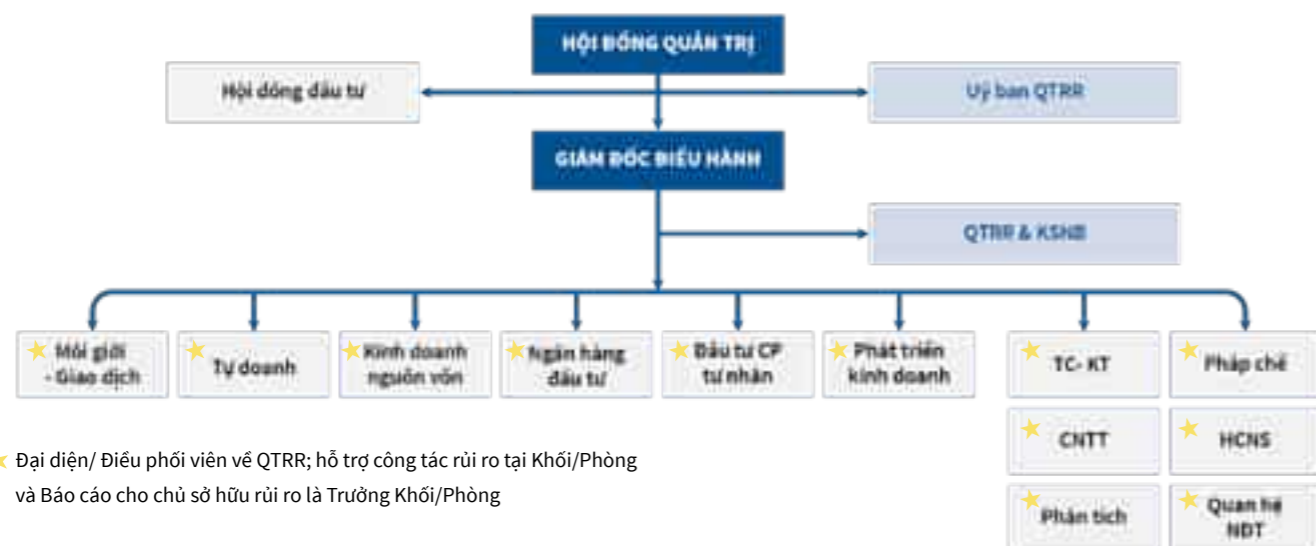 HỘI ĐỒNG QUẢN TRỊ
Hội đồng đầu tư
Uỷ ban QTRR
GIÁM ĐỐC ĐIỀU HÀNH
QTRR & KSNB
Môi giới
- Giao dịch
Tự doanh
Kinh doanh
nguồn vốn
Ngân hàng
đầu tư
Đầu tư CP
tư nhân
Phát triển
kinh doanh
TC- KT
Pháp chế
CNTT
HCNS
Phân tích
Quan hệ
NĐT
Đại diện/ Điều phối viên về QTRR; hỗ trợ công tác rủi ro tại Khối/Phòng
và Báo cáo cho chủ sở hữu rủi ro là Trưởng Khối/Phòng